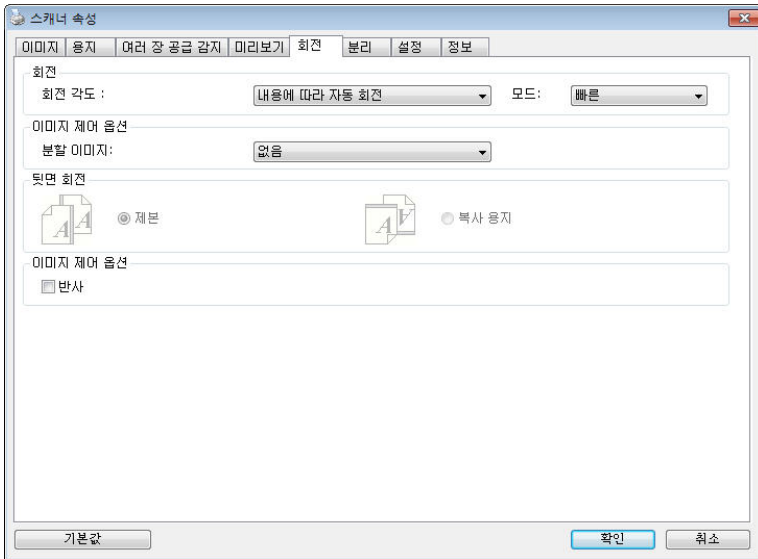 스캐너 속성
이미지 용지 여러 장 공급 감지 미리보기 회전 분리 설정 정보
회전
회전 각도 : 내용에 따라 자동 회전 모드: 빠른
이미지 제어 옵션
분할 이미지: 없음
뒷면 회전
A A 제본 A A 복사 용지
이미지 제어 옵션
반사
기본값 확인 취소